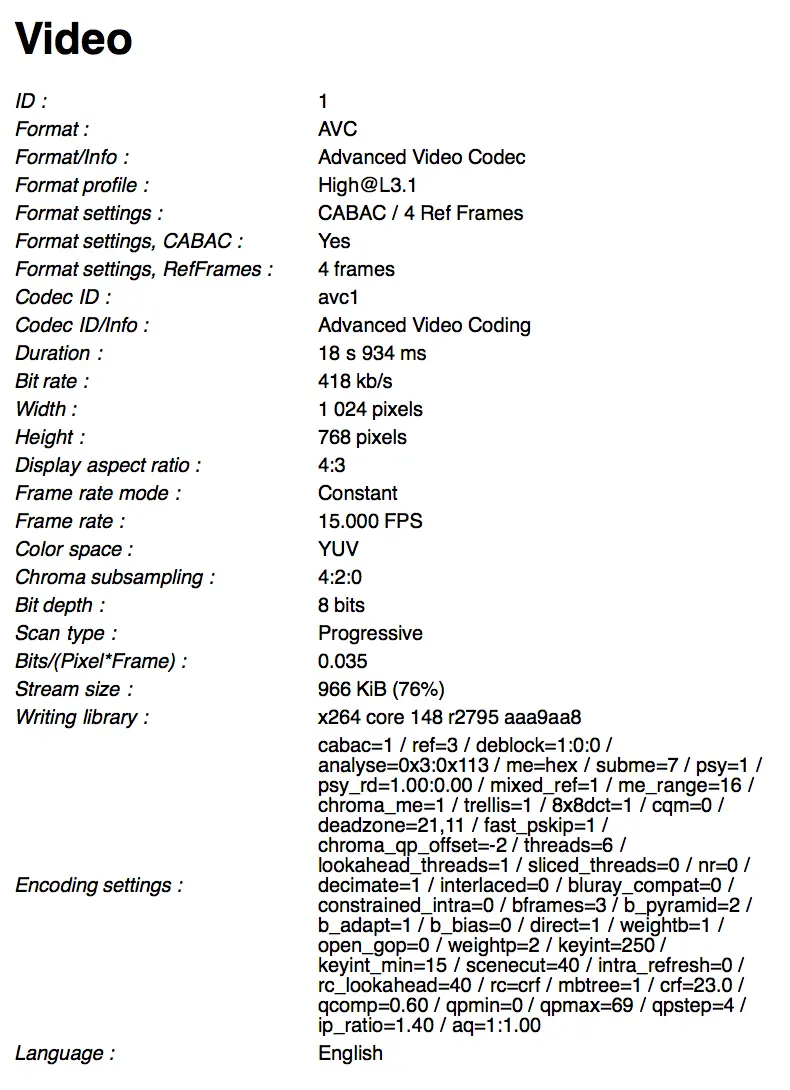 Video
ID : 1
Format : AVC
Format/Info : Advanced Video Codec
Format profile : High@L3.1
Format settings : CABAC / 4 Ref Frames
Format settings, CABAC : Yes
Format settings, RefFrames : 4 frames
Codec ID : avc1
Codec ID/Info : Advanced Video Coding
Duration : 18 s 934 ms
Bit rate : 418 kb/s
Width : 1 024 pixels
Height : 768 pixels
Display aspect ratio : 4:3
Frame rate mode : Constant
Frame rate : 15.000 FPS
Color space : YUV
Chroma subsampling : 4:2:0
Bit depth : 8 bits
Scan type : Progressive
Bits/(Pixel*Frame) : 0.035
Stream size : 966 KiB (76%)
Writing library : x264 core 148 r2795 aaa9aa8
Encoding settings :
cabac=1 / ref=3 / deblock=1:0:0 /
analyse=0x3:0x113 / me=hex / subme=7 / psy=1 /
psy_rd=1.00:0.00 / mixed_ref=1 / me_range=16 /
chroma_me=1 / trellis=1 / 8x8dct=1 / cqm=0 /
deadzone=21,11 / fast_pskip=1 /
chroma_qp_offset=-2 / threads=6 /
lookahead_threads=1 / sliced_threads=0 / nr=0 /
decimate=1 / interlaced=0 / bluray_compat=0 /
constrained_intra=0 / bframes=3 / b_pyramid=2 /
b_adapt=1 / b_bias=0 / direct=1 / weightb=1 /
open_gop=0 / weightp=2 / keyint=250 /
keyint_min=15 / scenecut=40 / intra_refresh=0 /
rc_lookahead=40 / rc=crf / mbtree=1 / crf=23.0 /
qcomp=0.60 / qpmin=0 / qpmax=69 / qpstep=4 /
ip_ratio=1.40 / aq=1:1.00
Language : English